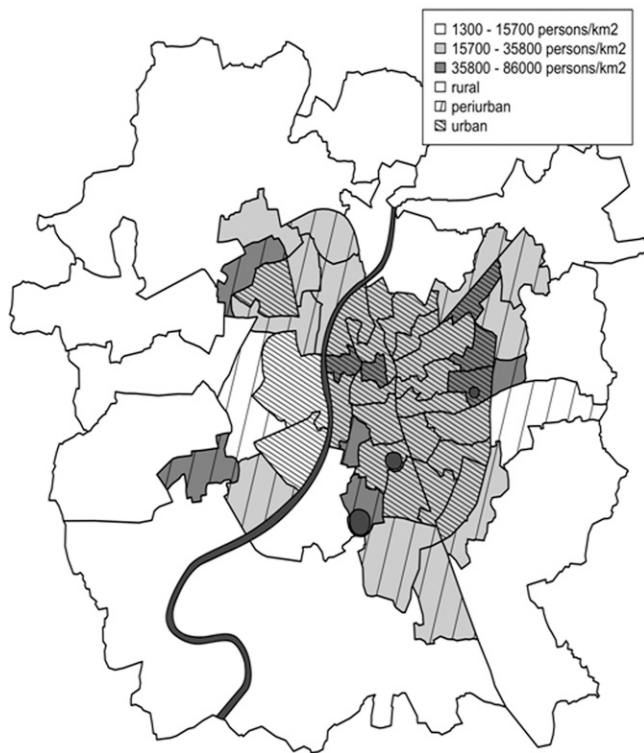 1300 - 15700 persons/km2
15700 - 35800 persons/km2
35800 - 86000 persons/km2
rural
periurban
urban